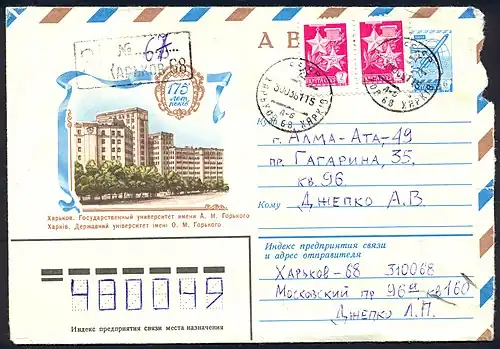 № 67
ХАРЬКОВ 68
АВ
175
лет
років
Куда
г. Алма-Ата-49
пр. Гагарина, 35,
кв. 96
Кому Джепко А.В.
Харьков. Государственный университет имени А. М. Горького
Харків. Державний університет імені О. М. Горького
Индекс предприятия связи
и адрес отправителя
Харьков-68 310068
Московский пр 96а кв 160
Джепко Л.П.
480049
Индекс предприятия связи места назначения